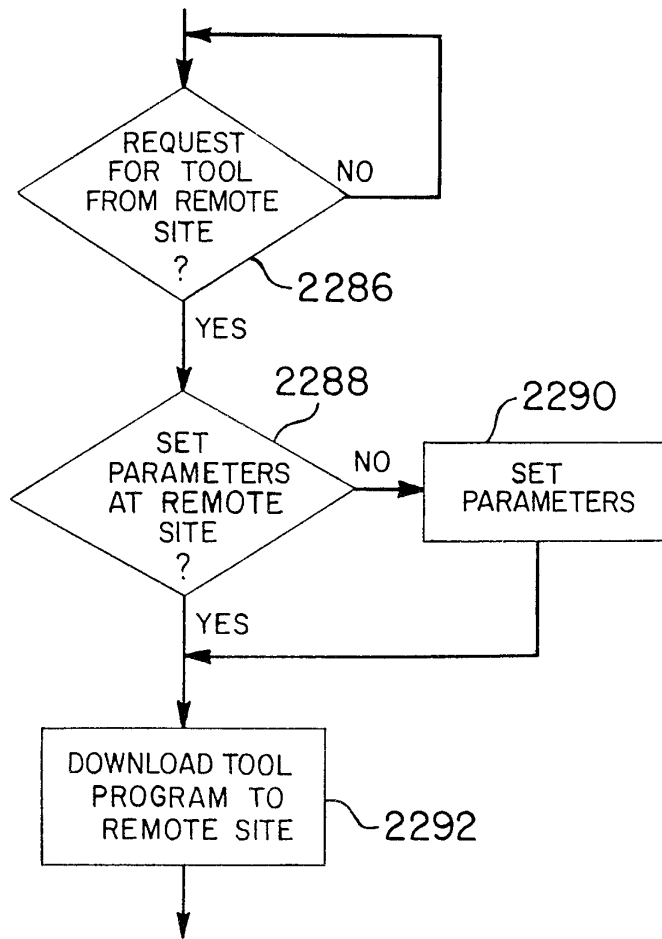 REQUEST
FOR TOOL
FROM REMOTE
SITE
?
NO
2286
YES
2288
SET
PARAMETERS
AT REMOTE
SITE
?
NO
2290
SET
PARAMETERS
YES
DOWNLOAD TOOL
PROGRAM TO
REMOTE SITE
2292